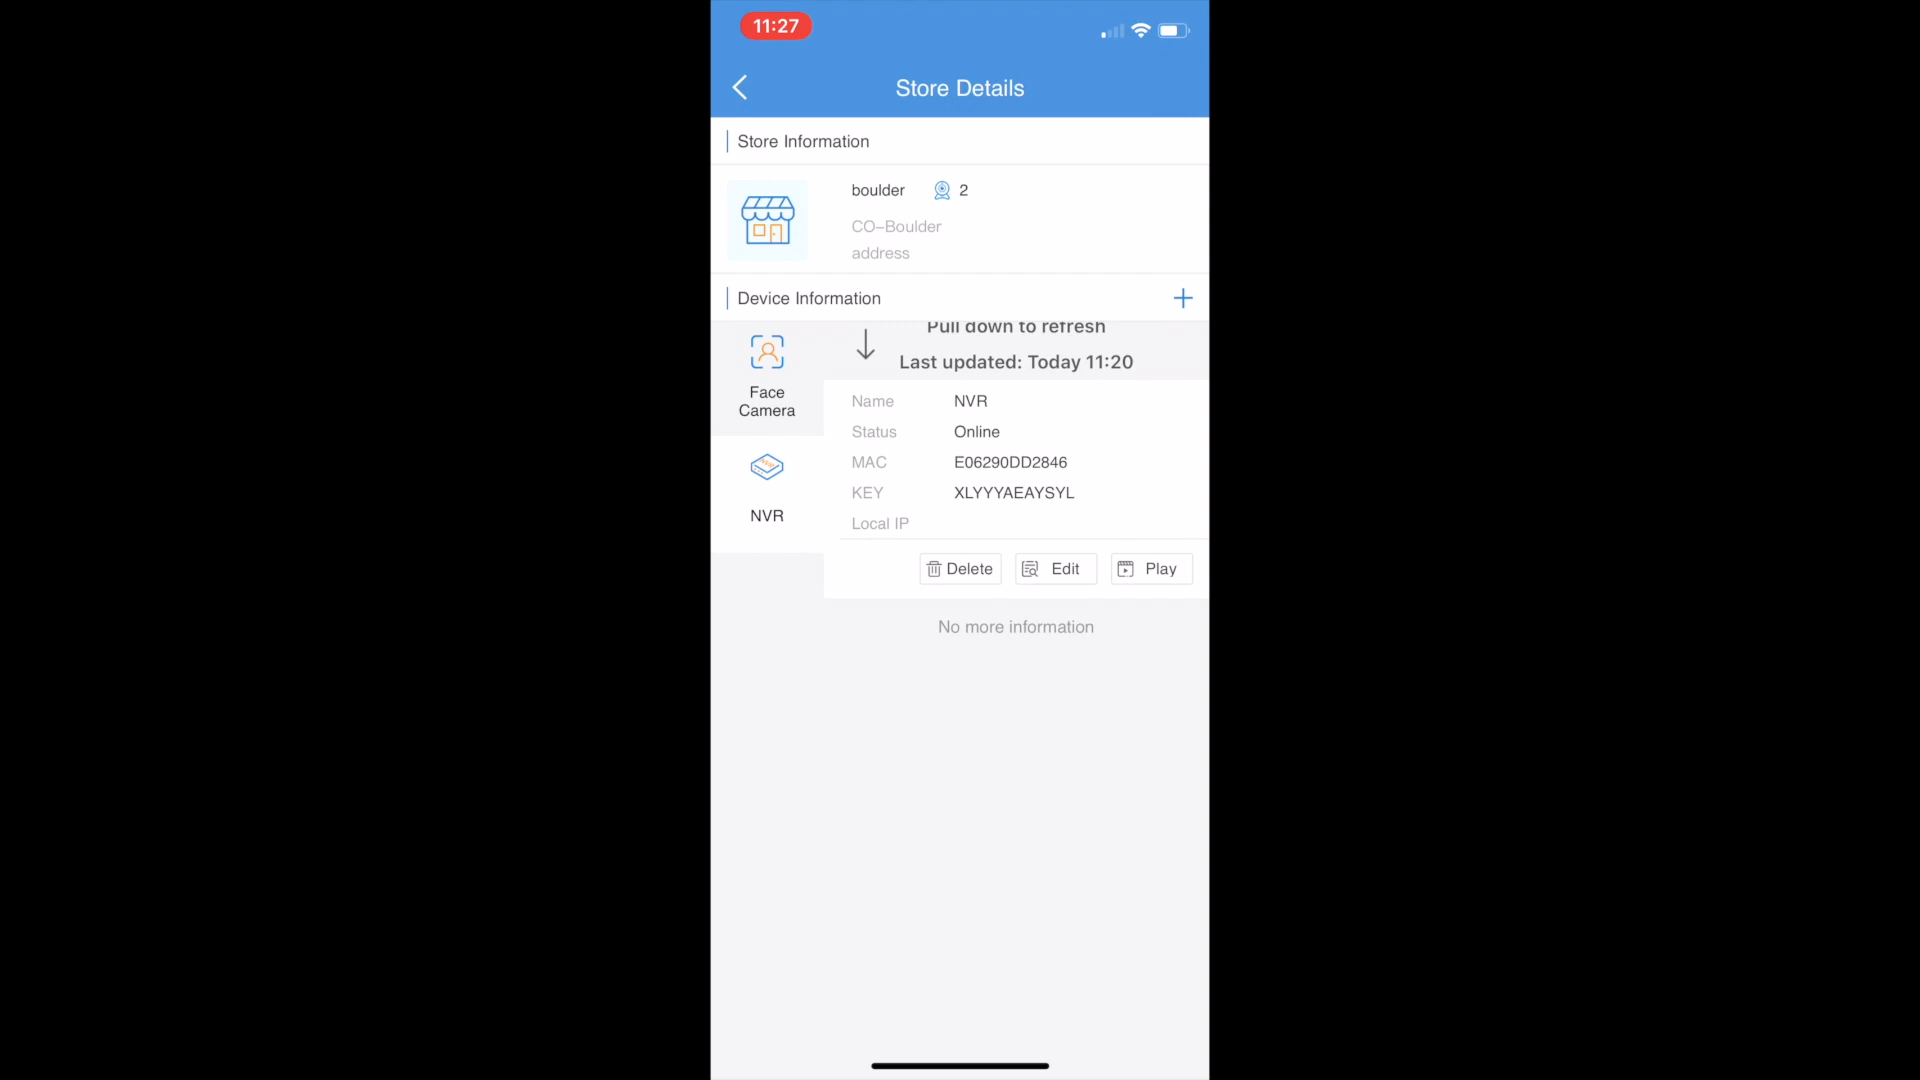 11:27
Store Details
Store Information
boulder 2
CO-Boulder
address
Device Information
Pull down to refresh
Last updated: Today 11:20
Face
Camera
NVR
Name NVR
Status Online
MAC E06290DD2846
KEY XLYYYAEAYSYL
Local IP
Delete Edit Play
No more information